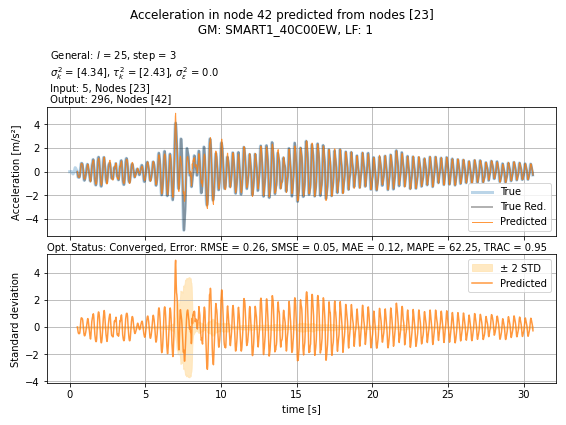 Acceleration in node 42 predicted from nodes [23]
GM: SMART1_40C00EW, LF: 1
General: l = 25, step = 3
σ²ₖ = [4.34], τ²ₖ = [2.43], σ²ε = 0.0
Input: 5, Nodes [23]
Output: 296, Nodes [42]
Acceleration [m/s²]
4
2
0
−2
−4
True
True Red.
Predicted
Opt. Status: Converged, Error: RMSE = 0.26, SMSE = 0.05, MAE = 0.12, MAPE = 62.25, TRAC = 0.95
Standard deviation
4
2
0
−2
−4
± 2 STD
Predicted
0 5 10 15 20 25 30
time [s]